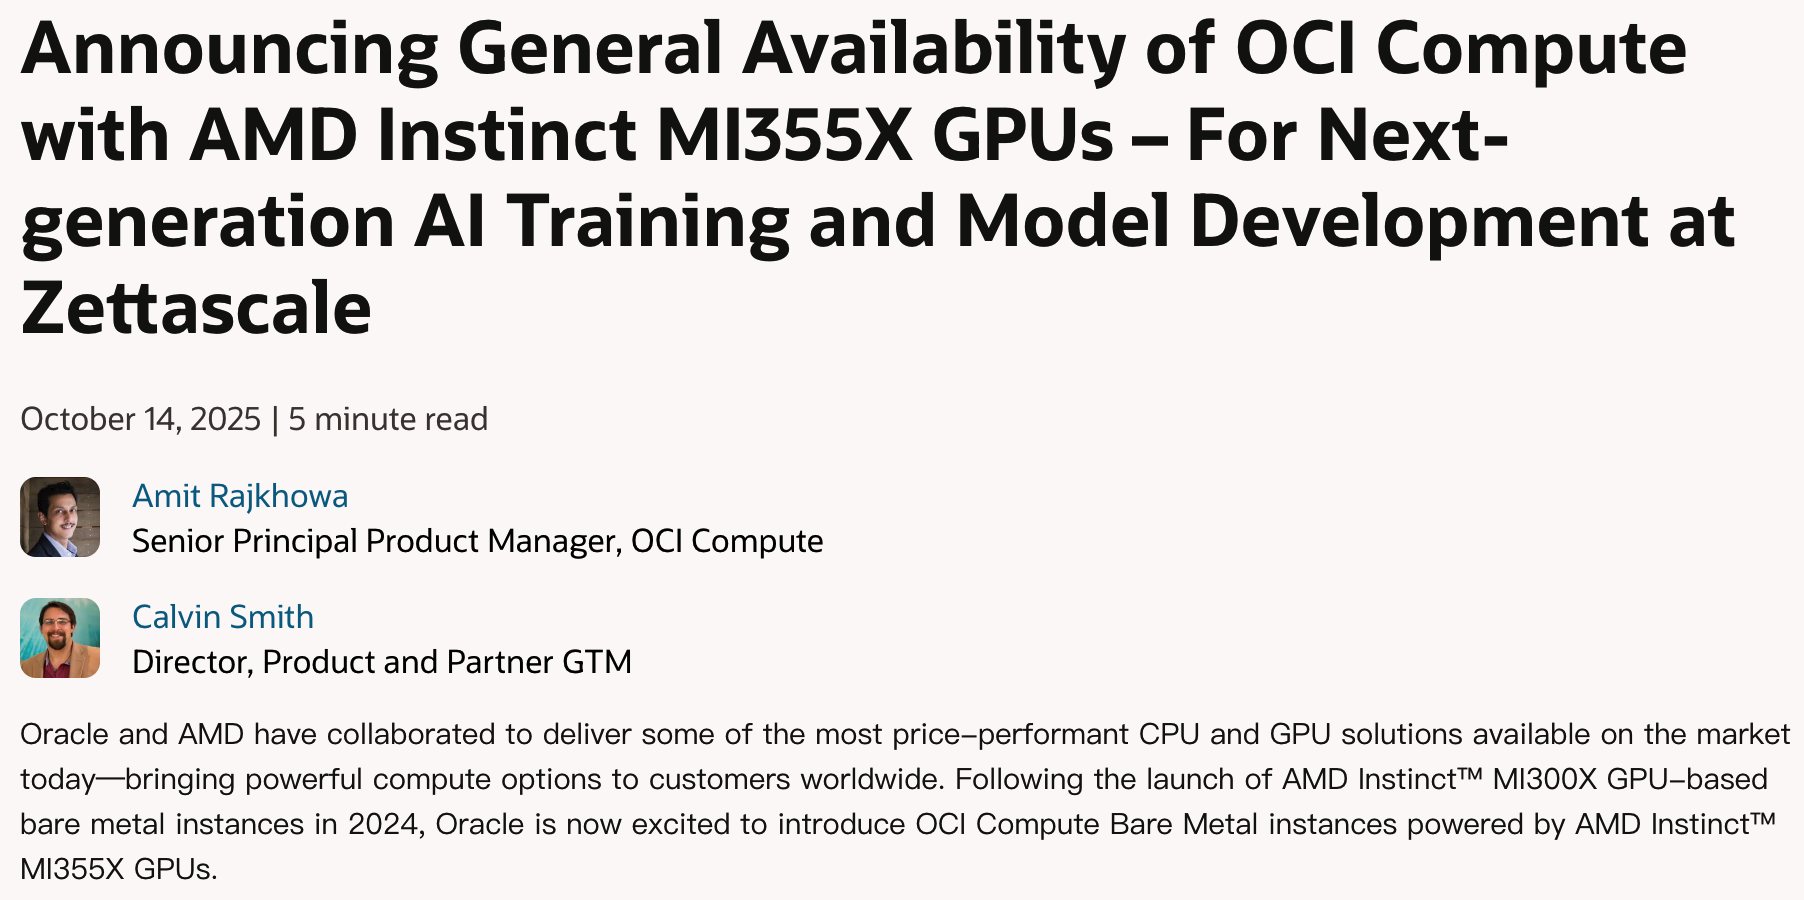 Announcing General Availability of OCI Compute
with AMD Instinct MI355X GPUs – For Next-
generation AI Training and Model Development at
Zettascale
October 14, 2025 | 5 minute read
Amit Rajkhowa
Senior Principal Product Manager, OCI Compute
Calvin Smith
Director, Product and Partner GTM
Oracle and AMD have collaborated to deliver some of the most price-performant CPU and GPU solutions available on the market
today—bringing powerful compute options to customers worldwide. Following the launch of AMD Instinct™ MI300X GPU-based
bare metal instances in 2024, Oracle is now excited to introduce OCI Compute Bare Metal instances powered by AMD Instinct™
MI355X GPUs.